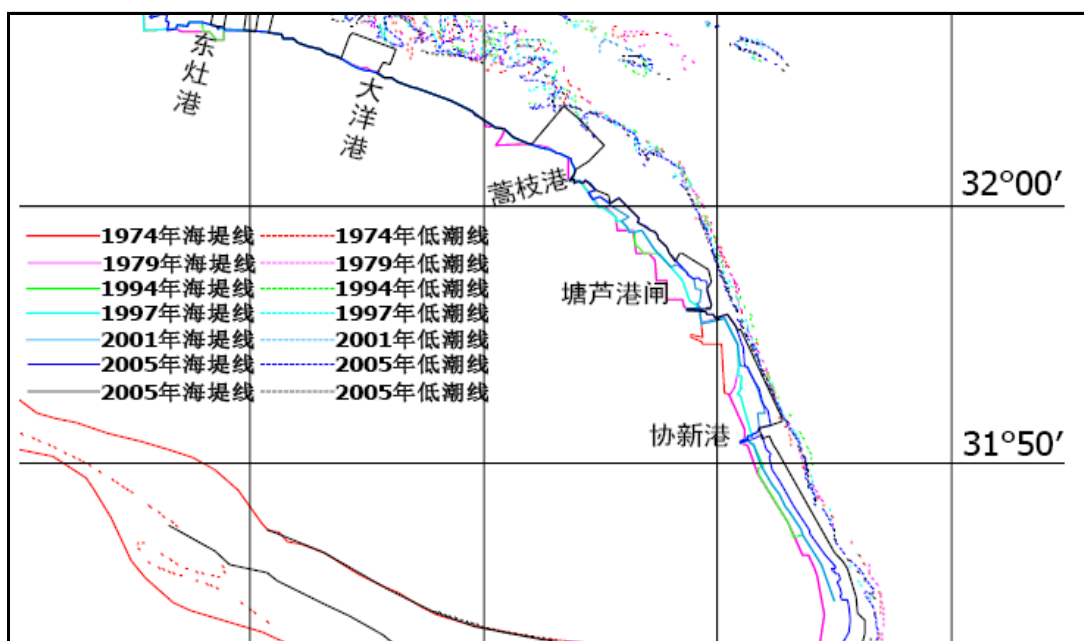 东灶港
大洋港
蒿枝港
32°00′
1974年海堤线 1974年低潮线
1979年海堤线 1979年低潮线
1994年海堤线 1994年低潮线
塘芦港闸
1997年海堤线 1997年低潮线
2001年海堤线 2001年低潮线
2005年海堤线 2005年低潮线
2005年海堤线 2005年低潮线
协新港
31°50′